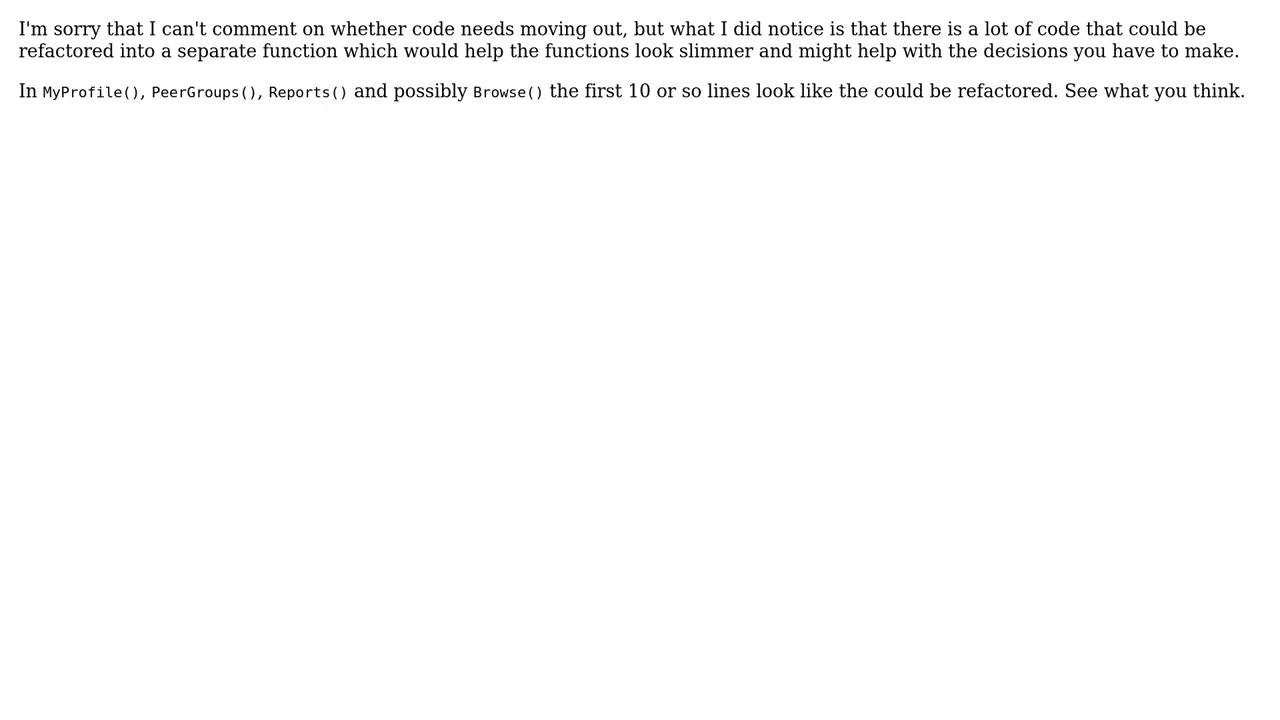 I'm sorry that I can't comment on whether code needs moving out, but what I did notice is that there is a lot of code that could be
refactored into a separate function which would help the functions look slimmer and might help with the decisions you have to make.
In MyProfile(), PeerGroups(), Reports() and possibly Browse() the first 10 or so lines look like the could be refactored. See what you think.